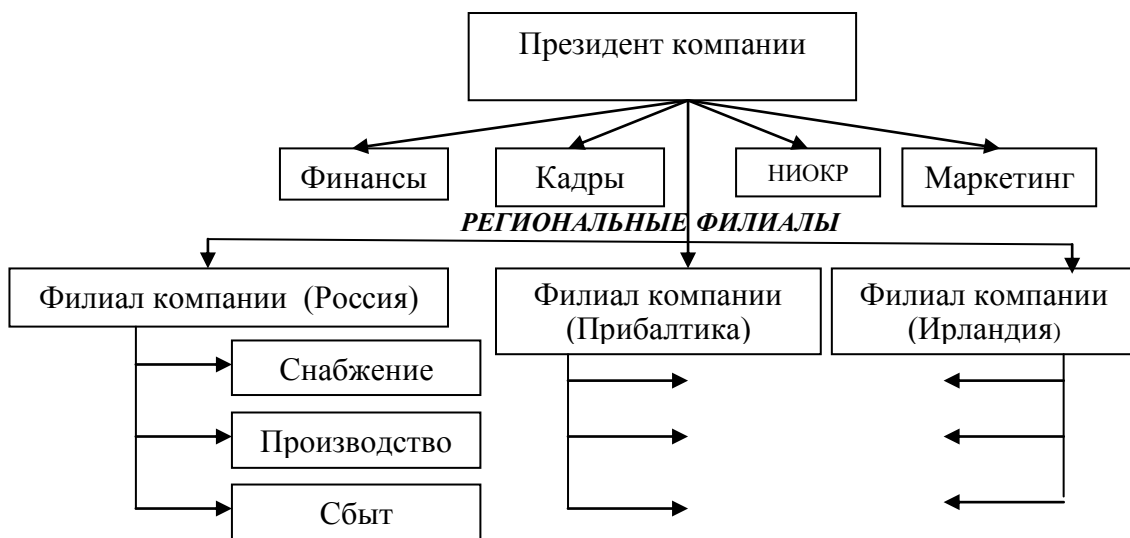 Президент компании
Финансы
Кадры
НИОКР
Маркетинг
РЕГИОНАЛЬНЫЕ ФИЛИАЛЫ
Филиал компании (Россия)
Филиал компании
(Прибалтика)
Филиал компании
(Ирландия)
Снабжение
Производство
Сбыт